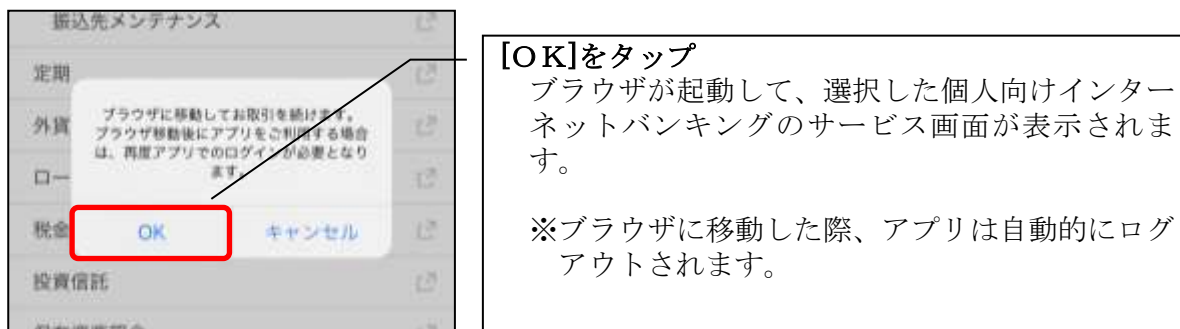 振込先メンテナンス
定期
外貨
ロー
税金
投資信託
ブラウザに移動してお取引を続けます。
ブラウザ移動後にアプリをご利用する場合
は、再度アプリでのログインが必要となり
ます。
OK
キャンセル
[OK]をタップ
ブラウザが起動して、選択した個人向けインター
ネットバンキングのサービス画面が表示されま
す。
※ブラウザに移動した際、アプリは自動的にログ
アウトされます。